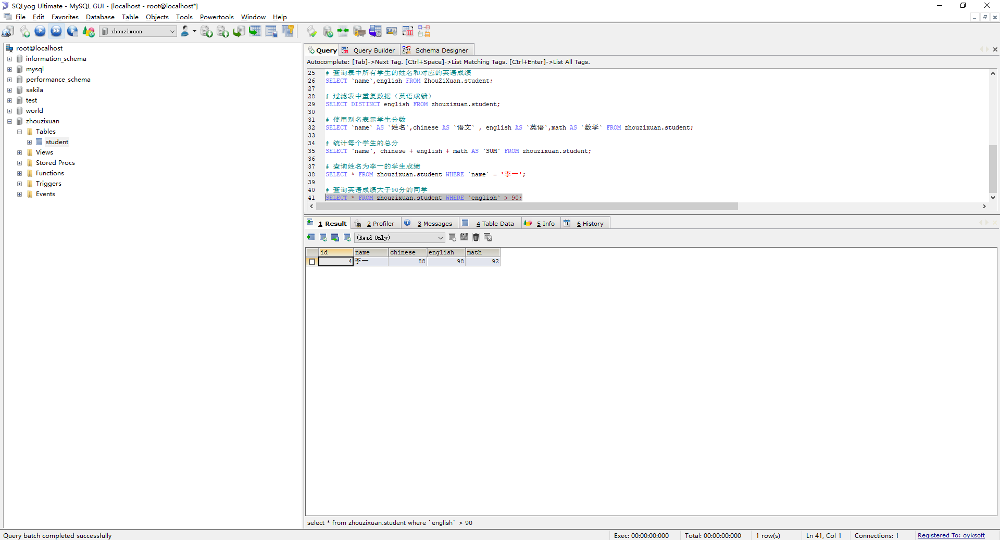 SQLyog Ultimate - MySQL GUI - [localhost - root@localhost*]
File Edit Favorites Database Table Objects Tools Powertools Window Help
zhouzixuan
root@localhost
information_schema
mysql
performance_schema
sakila
test
world
zhouzixuan
Tables
student
Views
Stored Procs
Functions
Triggers
Events
Query Query Builder Schema Designer
Autocomplete: [Tab]->Next Tag. [Ctrl+Space]->List Matching Tags. [Ctrl+Enter]->List All Tags.
25 # 查询表中所有学生的姓名和对应的英语成绩
26 SELECT `name`,english FROM ZhouZiXuan.student;
27
28 # 过滤表中重复数据（英语成绩）
29 SELECT DISTINCT english FROM zhouzixuan.student;
30
31 # 使用别名表示学生分数
32 SELECT `name` AS `姓名`,chinese AS `语文` , english AS `英语`,math AS `数学` FROM zhouzixuan.student;
33
34 # 统计每个学生的总分
35 SELECT `name`, chinese + english + math AS `SUM` FROM zhouzixuan.student;
36
37 # 查询姓名为李一的学生成绩
38 SELECT * FROM zhouzixuan.student WHERE `name` = '李一';
39
40 # 查询英语成绩大于90分的同学
41 SELECT * FROM zhouzixuan.student WHERE `english` > 90;
1 Result 2 Profiler 3 Messages 4 Table Data 5 Info 6 History
(Read Only)
id name chinese english math
4 李一 88 98 92
select * from zhouzixuan.student where `english` > 90
Query batch completed successfully Exec: 00:00:00:000 Total: 00:00:00:000 1 row(s) Ln 41, Col 1 Connections: 1 Registered To: ovksoft